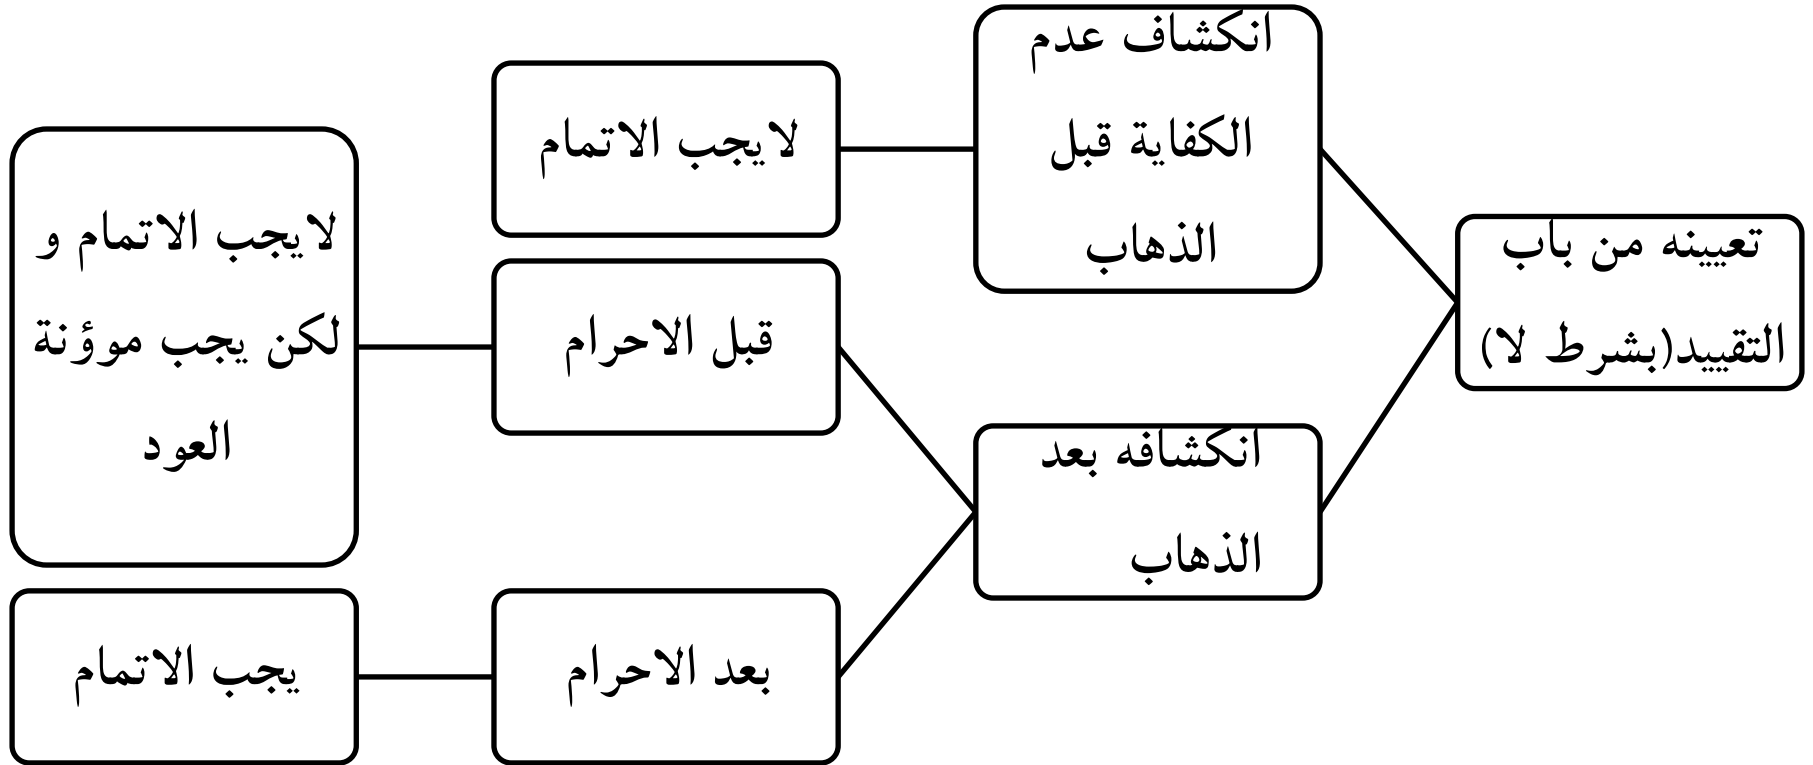 تعيينه من باب
التقييد(بشرط لا)
انكشاف عدم
الكفاية قبل
الذهاب
لايجب الاتمام
انكشافه بعد
الذهاب
قبل الاحرام
لايجب الاتمام و
لكن يجب موؤنة
العود
بعد الاحرام
يجب الاتمام